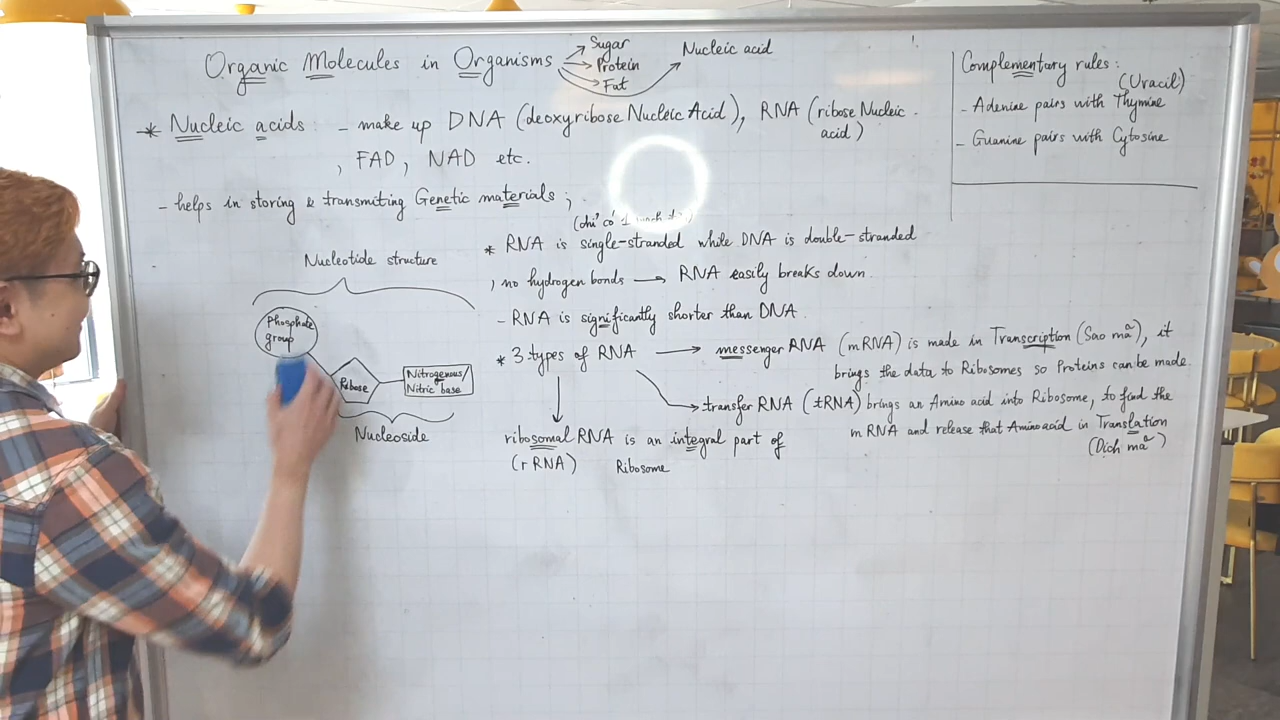 Organic Molecules in Organisms
Sugar
Protein
Fat
Nucleic acid
* Nucleic acids : - make up DNA (deoxyribose Nucleic Acid), RNA (ribose Nucleic
acid)
, FAD, NAD etc.
- helps in storing & transmiting Genetic materials ;
Complementary rules :
(Uracil)
- Adenine pairs with Thymine
- Guanine pairs with Cytosine
Nucleotide structure
Phosphate
group
Ribose
Nitrogenous/
Nitric base
Nucleoside
(chỉ có 1
* RNA is single-stranded while DNA is double-stranded
, no hydrogen bonds → RNA easily breaks down.
- RNA is significantly shorter than DNA.
* 3 types of RNA → messenger RNA (mRNA) is made in Transcription (Sao mã), it
brings the data to Ribosomes so Proteins can be made.
transfer RNA (tRNA) brings an Amino acid into Ribosome, to find the
mRNA and release that Amino acid in Translation
(Dịch mã)
ribosomal RNA is an integral part of
(rRNA) Ribosome